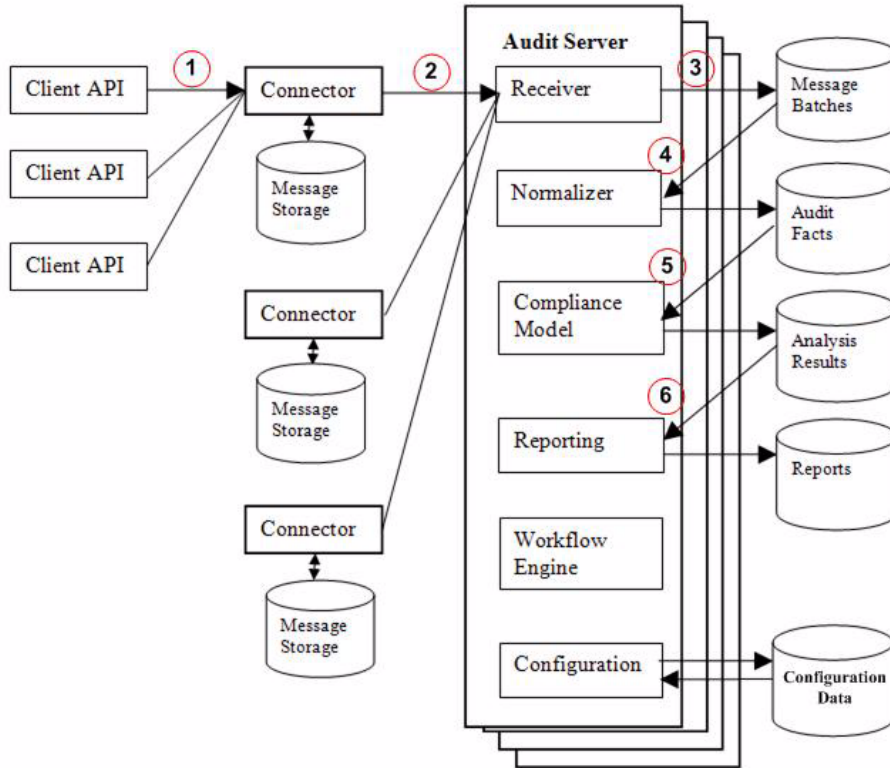 Audit Server
1
2
3
Client API
Connector
Receiver
Message
Batches
Client API
Message
Storage
4
Normalizer
Audit
Facts
Client API
5
Connector
Compliance
Model
Analysis
Results
Message
Storage
6
Reporting
Reports
Connector
Workflow
Engine
Message
Storage
Configuration
Configuration
Data